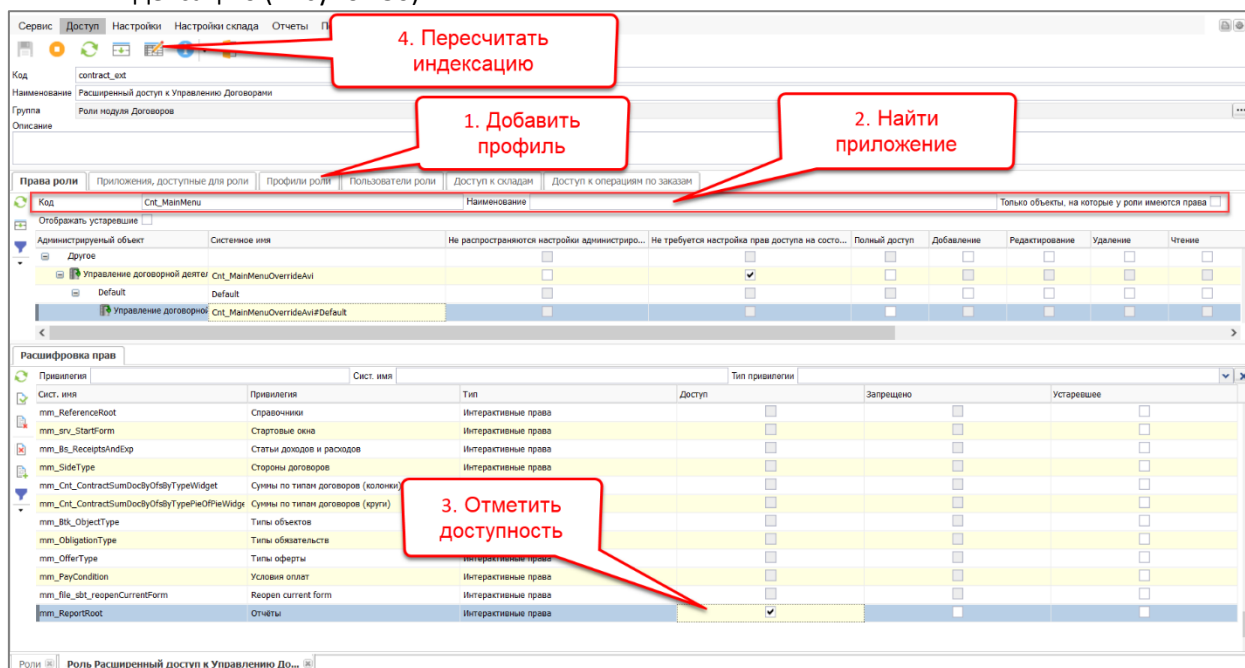 Сервис Доступ Настройки Настройки склада Отчеты
4. Пересчитать
индексацию
Код contract_ext
Наименование Расширенный доступ к Управлению Договорами
Группа Роли модуля Договоров
Описание
1. Добавить
профиль
2. Найти
приложение
Права роли Приложения, доступные для роли Профили роли Пользователи роли Доступ к складам Доступ к операциям по заказам
Код Cnt_MainMenu Наименование Только объекты, на которые у роли имеются права
Отображать устаревшие
Администрируемый объект Системное имя Не распространяются настройки администриро... Не требуется настройка прав доступа на состо... Полный доступ Добавление Редактирование Удаление Чтение
Другое
Управление договорной деятел Cnt_MainMenuOverrideAvi
Default Default
Управление договорной Cnt_MainMenuOverrideAvi#Default
Расшифровка прав
Привилегия Сист. имя Тип привилегии
Сист. имя Привилегия Тип Доступ Запрещено Устаревшее
mm_ReferenceRoot Справочники Интерактивные права
mm_srv_StartForm Стартовые окна Интерактивные права
mm_Bs_ReceiptsAndExp Статьи доходов и расходов Интерактивные права
mm_SideType Стороны договоров Интерактивные права
mm_Cnt_ContractSumDocByOfsByTypeWidget Суммы по типам договоров (колонки)
mm_Cnt_ContractSumDocByOfsByTypePieOfPieWidge Суммы по типам договоров (круги)
3. Отметить
доступность
mm_Btk_ObjectType Типы объектов
mm_ObligationType Типы обязательств
mm_OfferType Типы оферты Интерактивные права
mm_PayCondition Условия оплат Интерактивные права
mm_file_sbt_reopenCurrentForm Reopen current form Интерактивные права
mm_ReportRoot Отчёты Интерактивные права
Роли Роль Расширенный доступ к Управлению До...